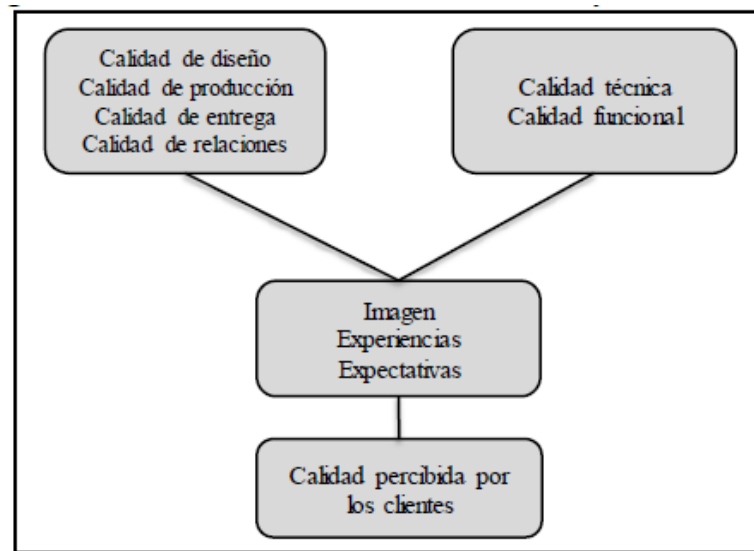 Calidad de diseño
Calidad de producción
Calidad de entrega
Calidad de relaciones
Calidad técnica
Calidad funcional
Imagen
Experiencias
Expectativas
Calidad percibida por
los clientes